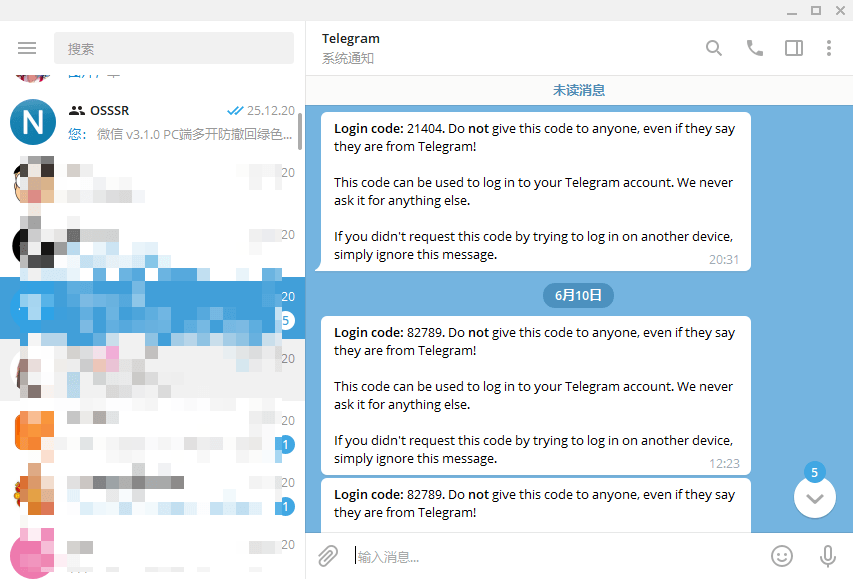 搜索
OSSSR
25.12.20
您： 微信 v3.1.0 PC端多开防撤回绿色...
20
20
20
5
20
20
1
20
1
20
N
Telegram
系统通知
未读消息
Login code: 21404. Do not give this code to anyone, even if they say
they are from Telegram!
This code can be used to log in to your Telegram account. We never
ask it for anything else.
If you didn't request this code by trying to log in on another device,
simply ignore this message.
20:31
6月10日
Login code: 82789. Do not give this code to anyone, even if they say
they are from Telegram!
This code can be used to log in to your Telegram account. We never
ask it for anything else.
If you didn't request this code by trying to log in on another device,
simply ignore this message.
12:23
Login code: 82789. Do not give this code to anyone, even if they say
they are from Telegram!
5
输入消息...